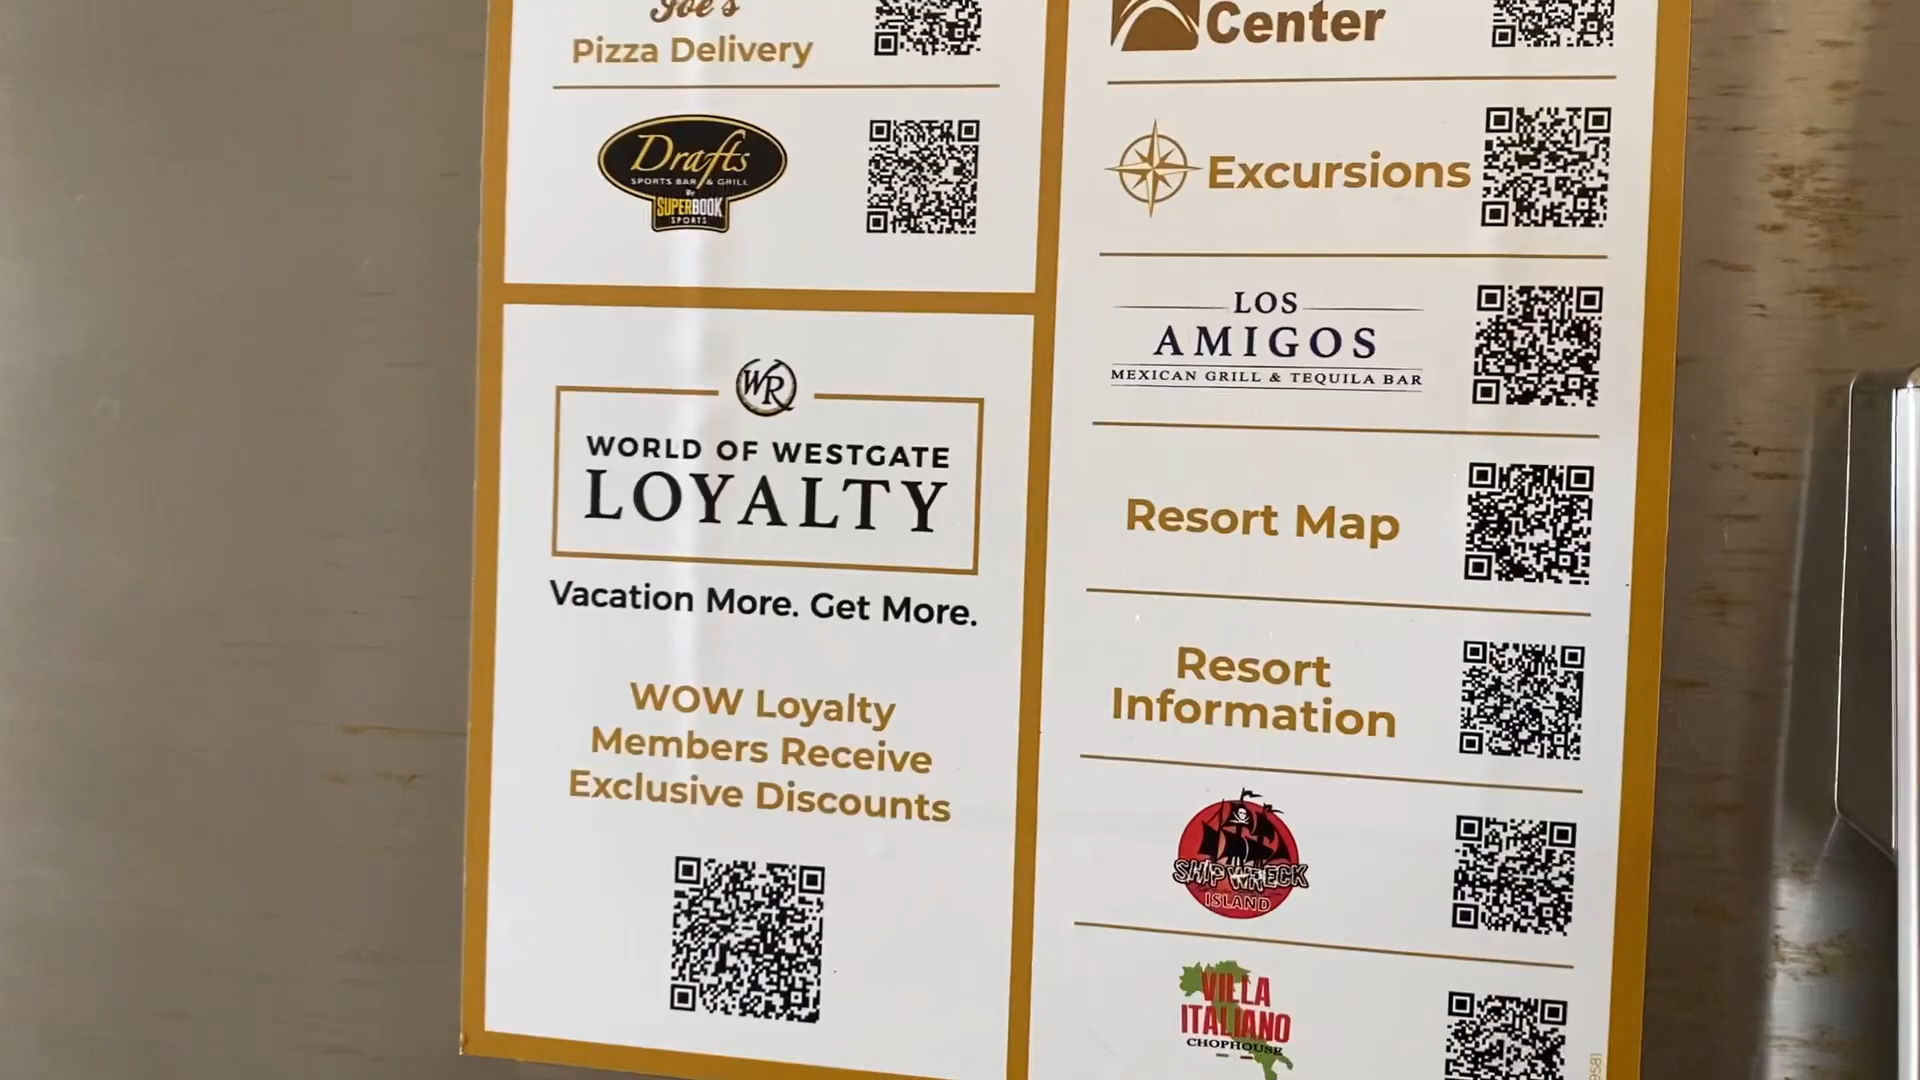 Joe's
Pizza Delivery
Drafts
SPORTS BAR & GRILL
By
SUPERBOOK
SPORTS
WR
WORLD OF WESTGATE
LOYALTY
Vacation More. Get More.
WOW Loyalty
Members Receive
Exclusive Discounts
Center
Excursions
LOS
AMIGOS
MEXICAN GRILL & TEQUILA BAR
Resort Map
Resort
Information
SHIPWRECK
ISLAND
VILLA
ITALIANO
CHOPHOUSE